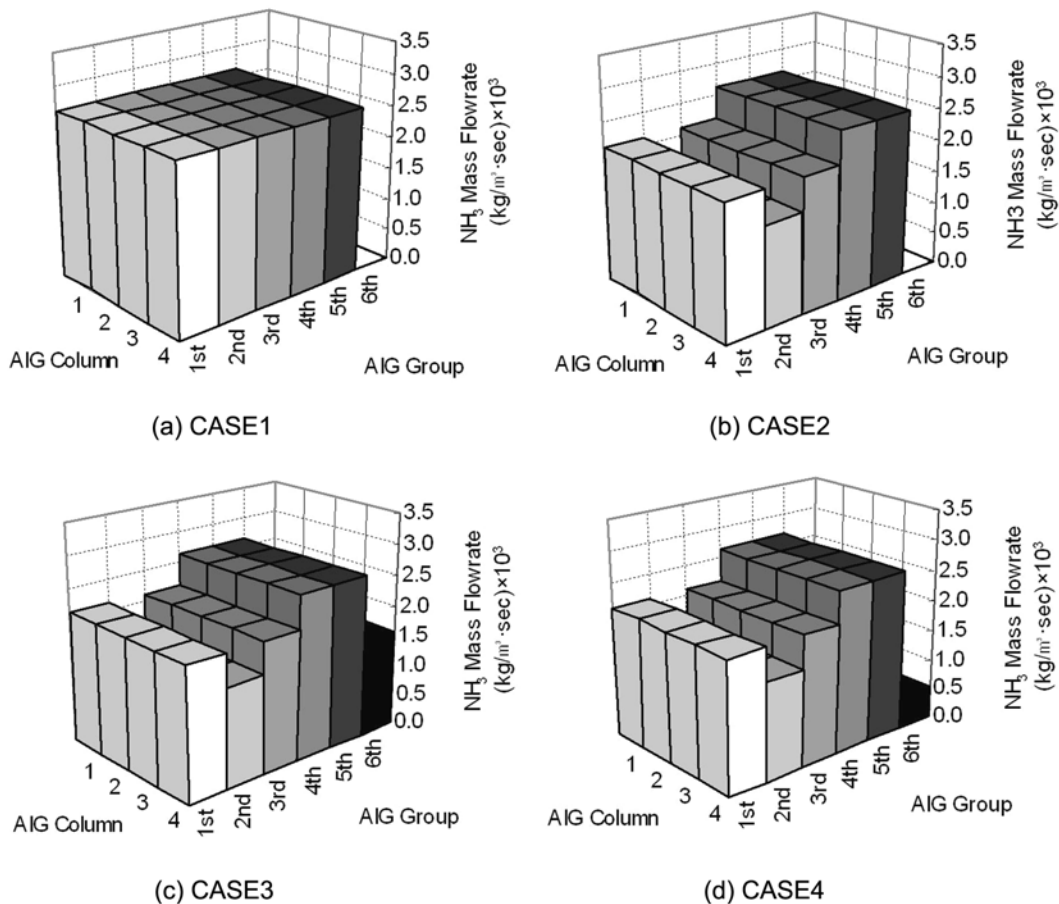 3.5
3.0
2.5
2.0
1.5
1.0
0.5
0.0
NH₃ Mass Flowrate
(kg/㎥·sec)×10³
1
2
3
4
AIG Column
1st
2nd
3rd
4th
5th
6th
AIG Group
(a) CASE1
3.5
3.0
2.5
2.0
1.5
1.0
0.5
0.0
NH3 Mass Flowrate
(kg/㎥·sec)×10³
1
2
3
4
AIG Column
1st
2nd
3rd
4th
5th
6th
AIG Group
(b) CASE2
3.5
3.0
2.5
2.0
1.5
1.0
0.5
0.0
NH₃ Mass Flowrate
(kg/㎥·sec)×10³
1
2
3
4
AIG Column
1st
2nd
3rd
4th
5th
6th
AIG Group
(c) CASE3
3.5
3.0
2.5
2.0
1.5
1.0
0.5
0.0
NH₃ Mass Flowrate
(kg/㎥·sec)×10³
1
2
3
4
AIG Column
1st
2nd
3rd
4th
5th
6th
AIG Group
(d) CASE4